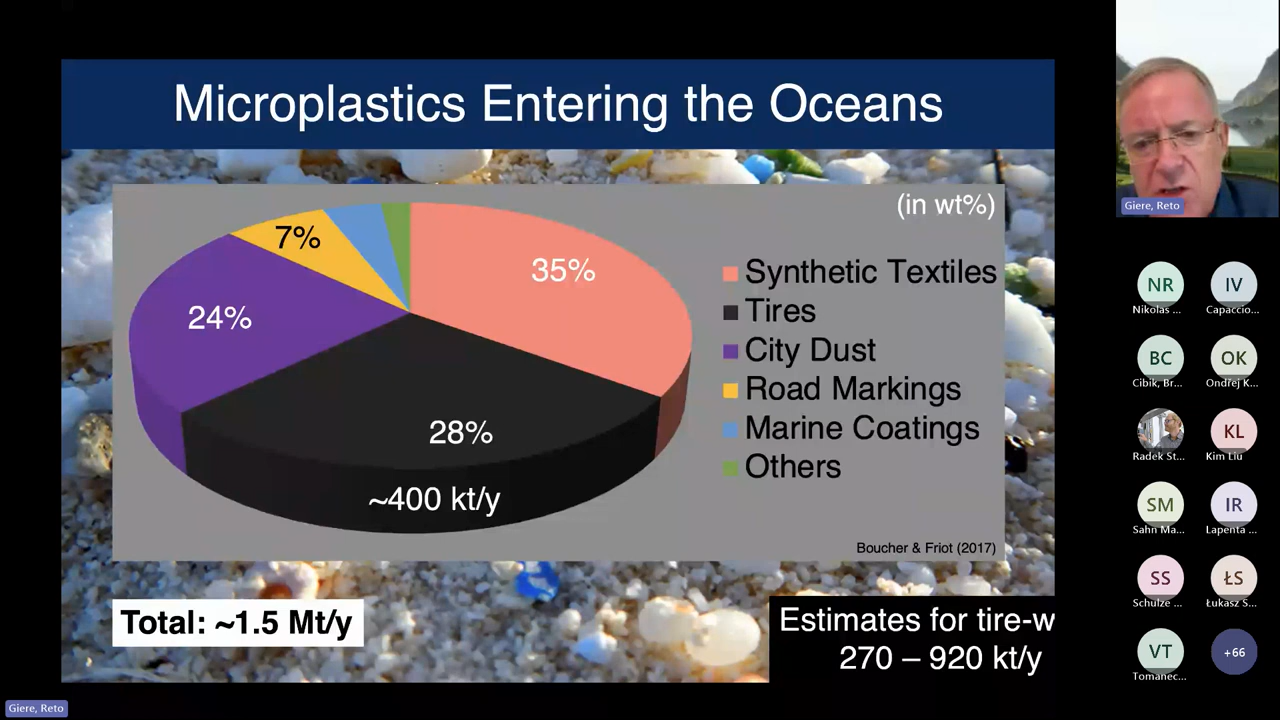 Microplastics Entering the Oceans
(in wt%)
7%
35%
24%
28%
~400 kt/y
Synthetic Textiles
Tires
City Dust
Road Markings
Marine Coatings
Others
Boucher & Friot (2017)
Total: ~1.5 Mt/y
Estimates for tire-w
270 – 920 kt/y
Giere, Reto
NR
Nikolas ...
IV
Capaccio...
BC
Cibik, Br...
OK
Ondřej K...
Radek St...
KL
Kim Liu
SM
Sahn Ma...
IR
Lapenta ...
SS
Schulze ...
ŁS
Łukasz S...
VT
Tomanec...
+66
Giere, Reto